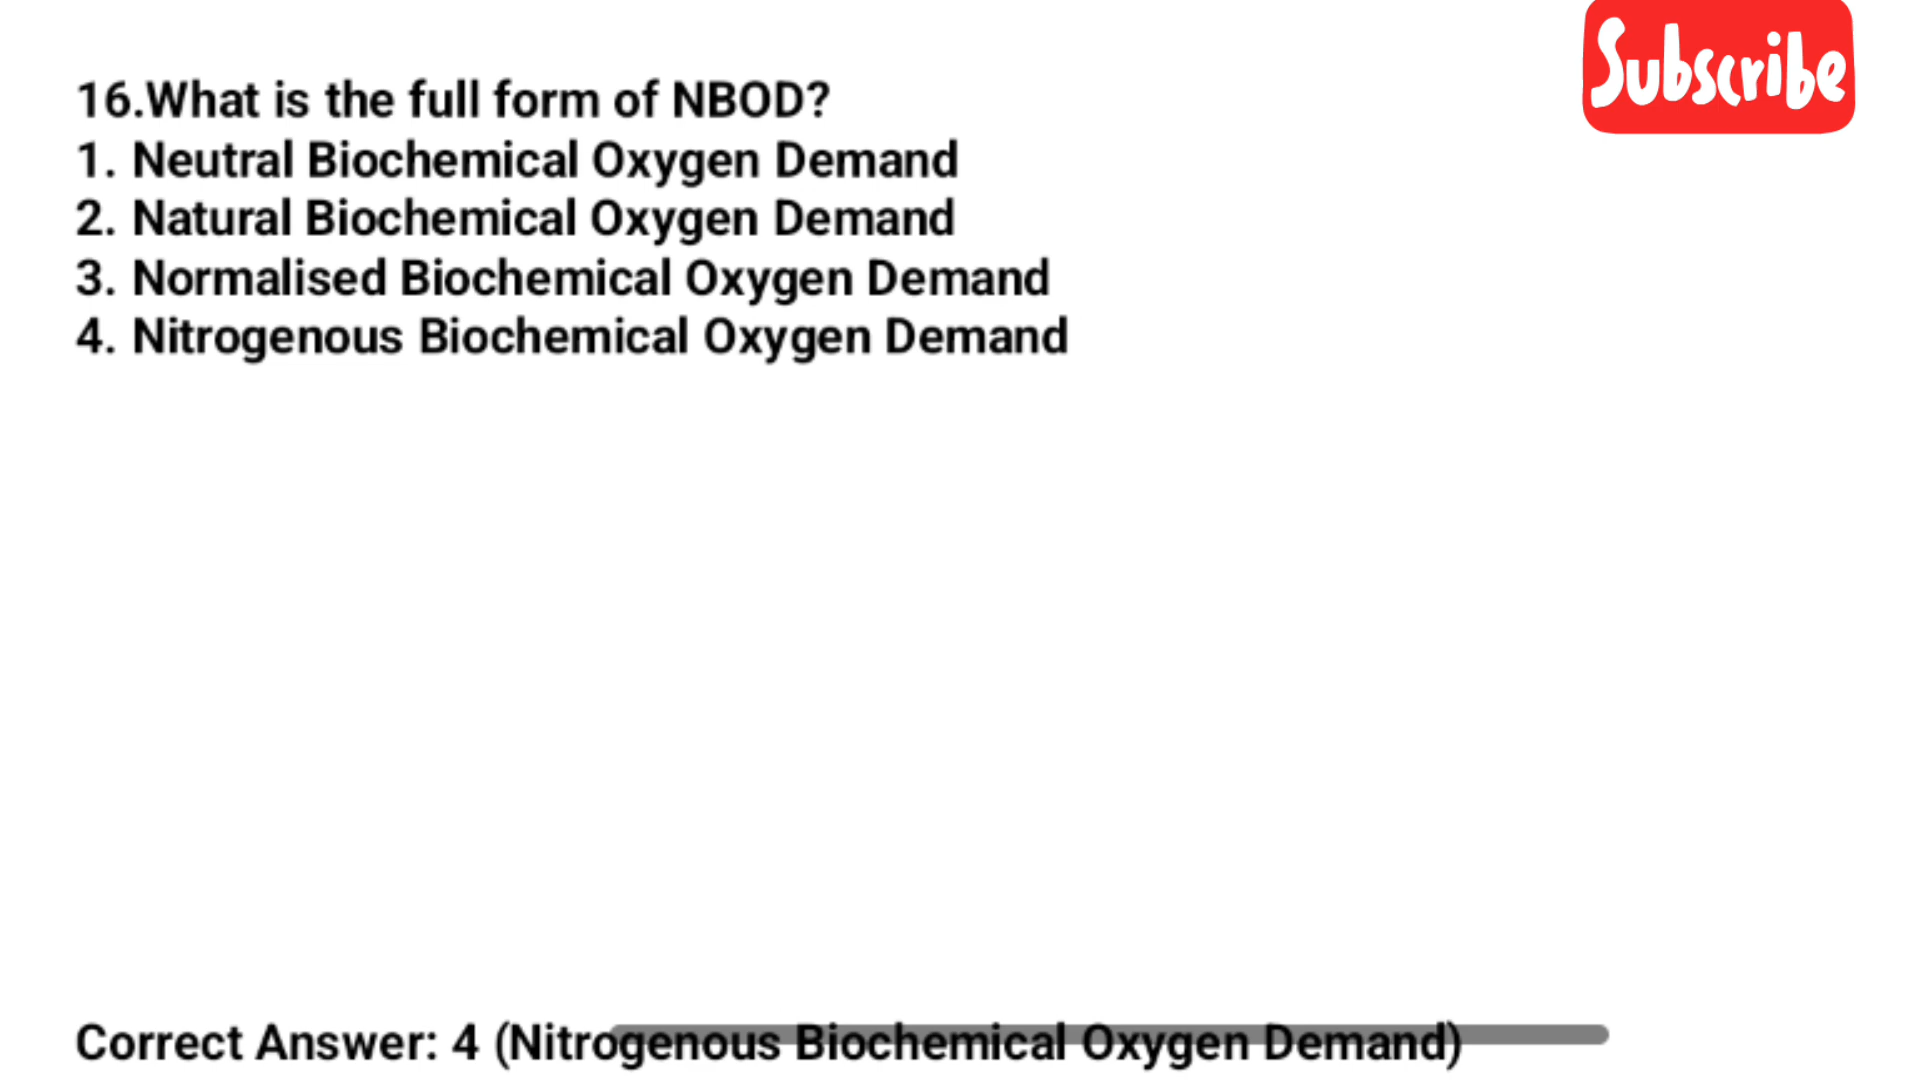 Subscribe
16.What is the full form of NBOD?
1. Neutral Biochemical Oxygen Demand
2. Natural Biochemical Oxygen Demand
3. Normalised Biochemical Oxygen Demand
4. Nitrogenous Biochemical Oxygen Demand
Correct Answer: 4 (Nitrogenous Biochemical Oxygen Demand)